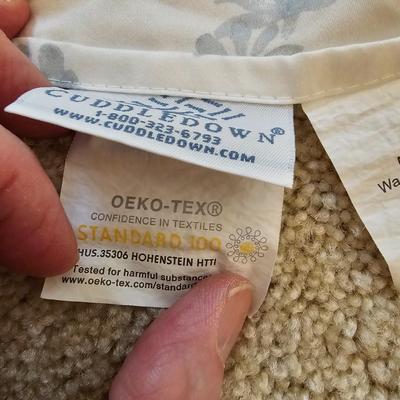 CUDDLEDOWN®
1-800-323-6793
WWW.CUDDLEDOWN.COM
OEKO-TEX®
CONFIDENCE IN TEXTILES
STANDARD 100
HUS.35306 HOHENSTEIN HTTI
Tested for harmful substanc
www.oeko-tex.com/standard
Wa